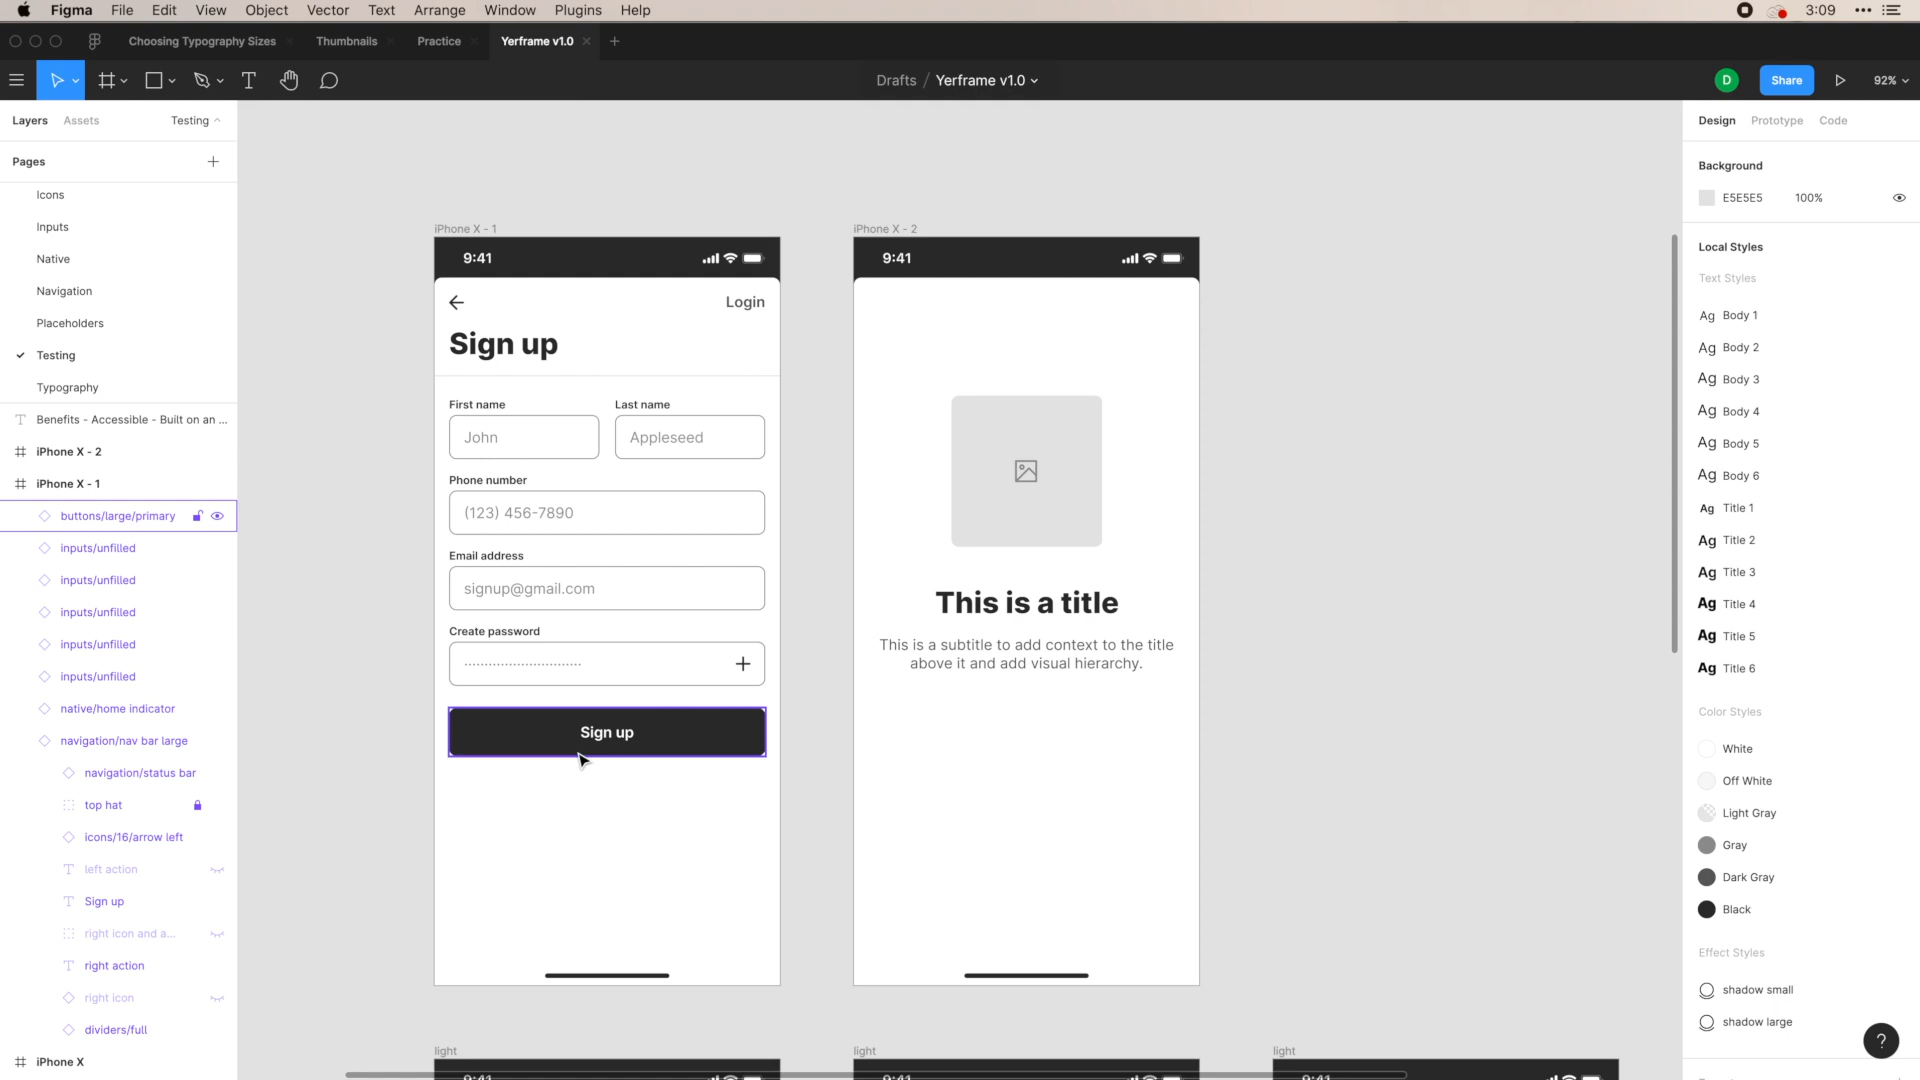 Figma File Edit View Object Vector Text Arrange Window Plugins Help 3:09
Choosing Typography Sizes Thumbnails Practice Yerframe v1.0
Drafts / Yerframe v1.0 D Share 92%
Layers Assets Testing
Pages
Icons
Inputs
Native
Navigation
Placeholders
Testing
Typography
Benefits - Accessible - Built on an ...
iPhone X - 2
iPhone X - 1
buttons/large/primary
inputs/unfilled
inputs/unfilled
inputs/unfilled
inputs/unfilled
inputs/unfilled
native/home indicator
navigation/nav bar large
navigation/status bar
top hat
icons/16/arrow left
left action
Sign up
right icon and a...
right action
right icon
dividers/full
iPhone X
iPhone X - 1
9:41
Login
Sign up
First name Last name
John Appleseed
Phone number
(123) 456-7890
Email address
signup@gmail.com
Create password
Sign up
iPhone X - 2
9:41
This is a title
This is a subtitle to add context to the title
above it and add visual hierarchy.
light light light
9:41 9:41 9:41
Design Prototype Code
Background
E5E5E5 100%
Local Styles
Text Styles
Ag Body 1
Ag Body 2
Ag Body 3
Ag Body 4
Ag Body 5
Ag Body 6
Ag Title 1
Ag Title 2
Ag Title 3
Ag Title 4
Ag Title 5
Ag Title 6
Color Styles
White
Off White
Light Gray
Gray
Dark Gray
Black
Effect Styles
shadow small
shadow large
?